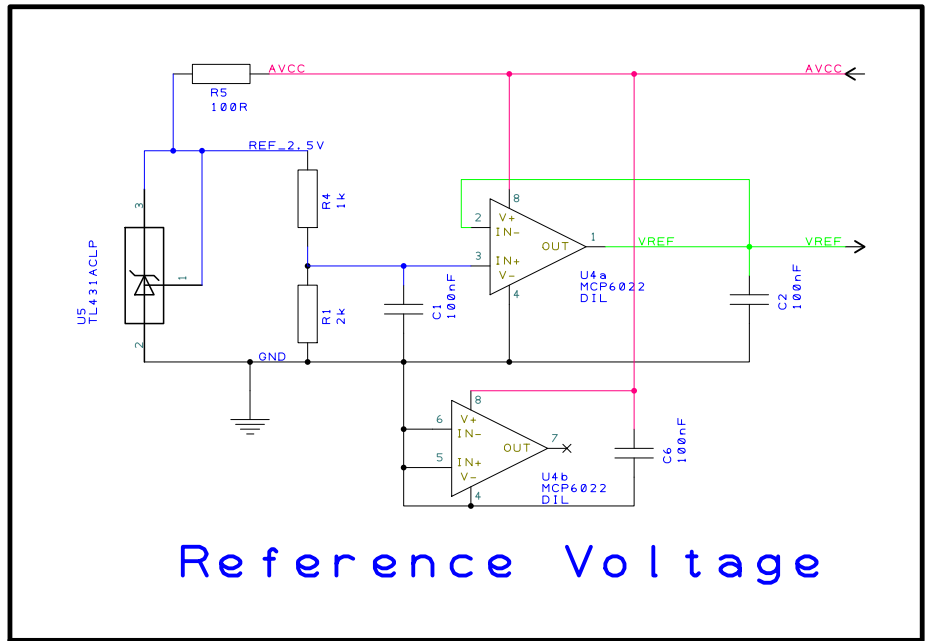 AVCC
AVCC
R5
100R
REF_2.5V
3
R4
1k
8
2
V+
IN-
OUT
1
VREF
VREF
3
IN+
V-
4
U4a
MCP6022
DIL
U5
TL431ACLP
1
2
R1
2k
C1
100nF
C2
100nF
GND
8
6
V+
IN-
OUT
7
5
IN+
V-
4
U4b
MCP6022
DIL
C6
100nF
Reference Voltage